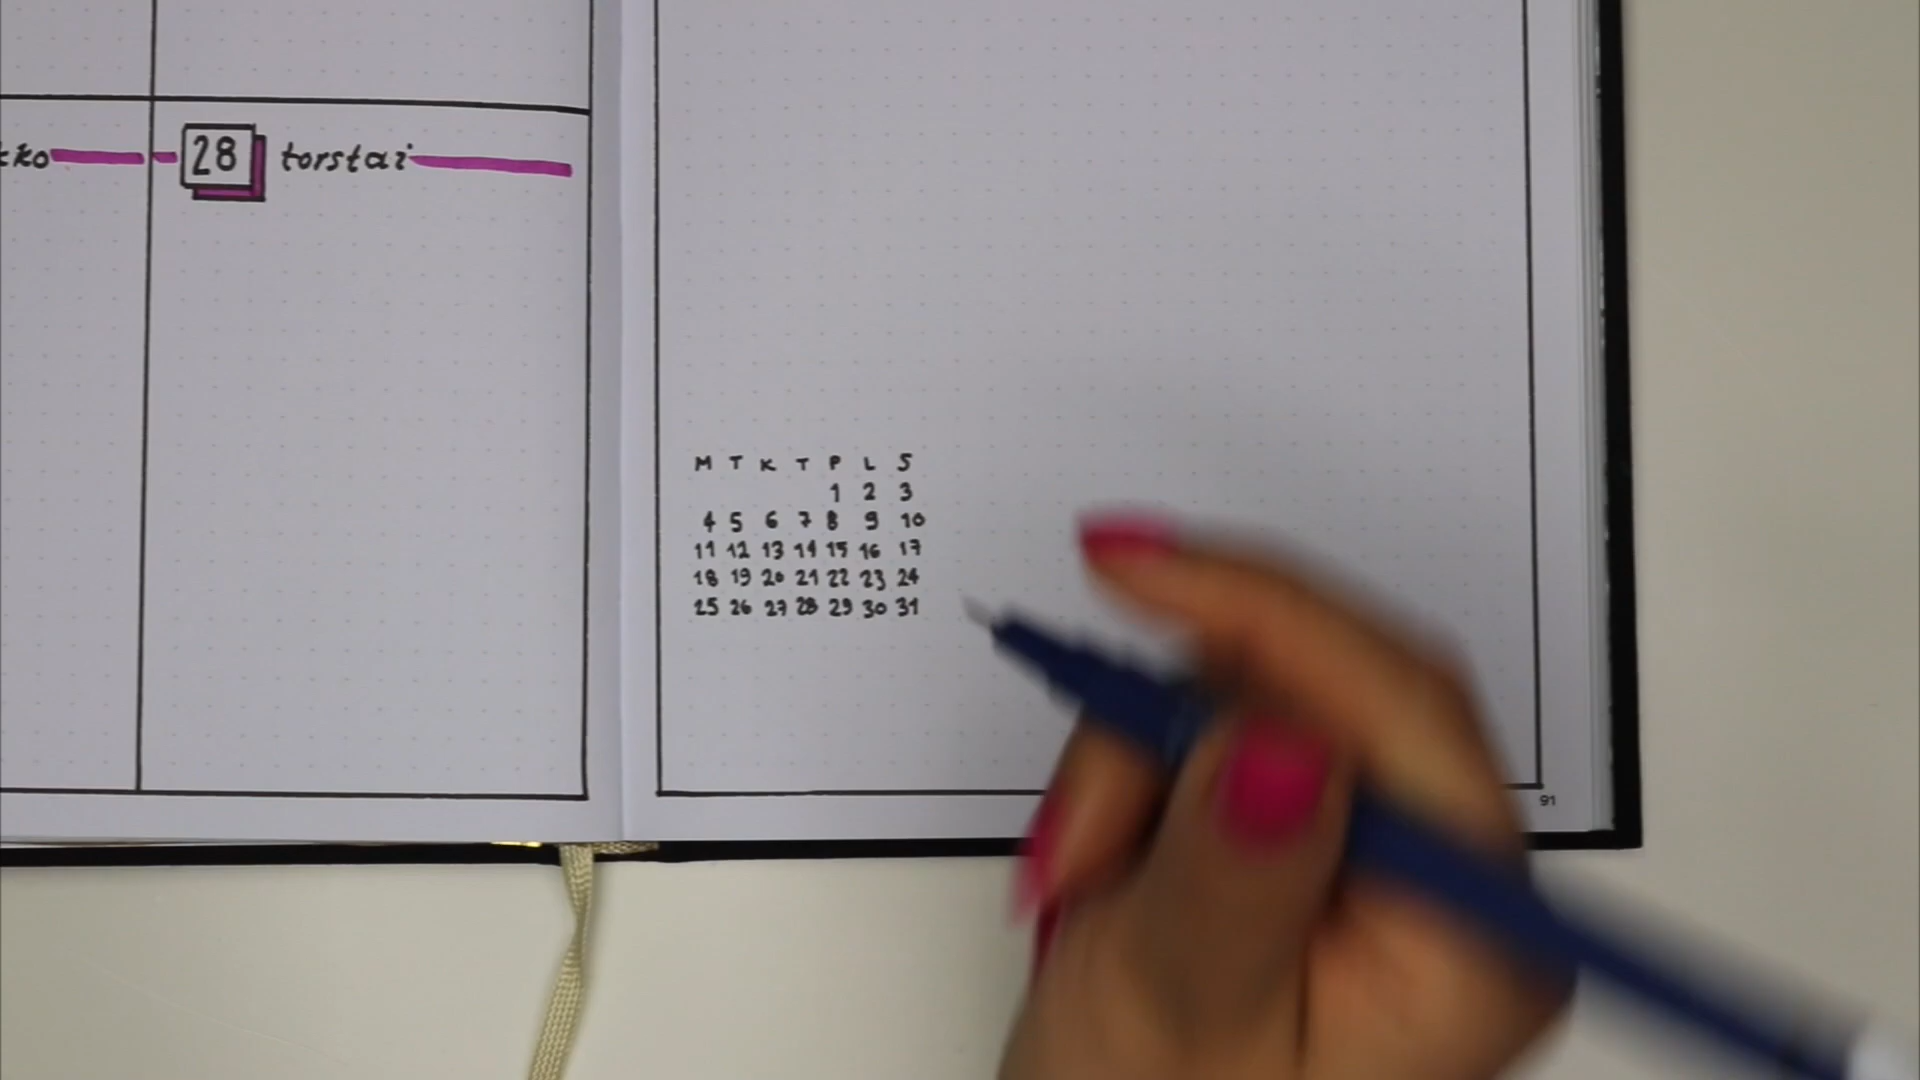 kko
28 torstai
M T K T P L S
1 2 3
4 5 6 7 8 9 10
11 12 13 14 15 16 17
18 19 20 21 22 23 24
25 26 27 28 29 30 31
91